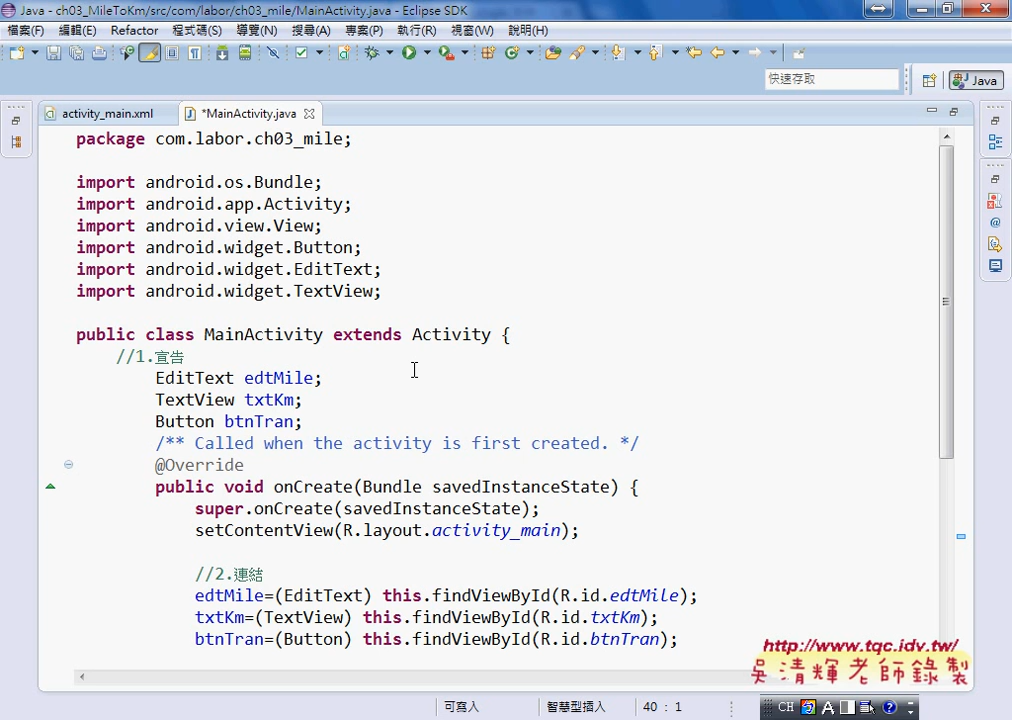 Java - ch03_MileToKm/src/com/labor/ch03_mile/MainActivity.java - Eclipse SDK
檔案(F) 編輯(E) Refactor 程式碼(S) 導覽(N) 搜尋(A) 專案(P) 執行(R) 視窗(W) 說明(H)
快速存取
Java
activity_main.xml
*MainActivity.java
package com.labor.ch03_mile;
import android.os.Bundle;
import android.app.Activity;
import android.view.View;
import android.widget.Button;
import android.widget.EditText;
import android.widget.TextView;
public class MainActivity extends Activity {
//1.宣告
EditText edtMile;
TextView txtKm;
Button btnTran;
/** Called when the activity is first created. */
@Override
public void onCreate(Bundle savedInstanceState) {
super.onCreate(savedInstanceState);
setContentView(R.layout.activity_main);
//2.連結
edtMile=(EditText) this.findViewById(R.id.edtMile);
txtKm=(TextView) this.findViewById(R.id.txtKm);
btnTran=(Button) this.findViewById(R.id.btnTran);
http://www.tqc.idv.tw/
吳清輝老師錄製
可寫入
智慧型插入
40 : 1
CH